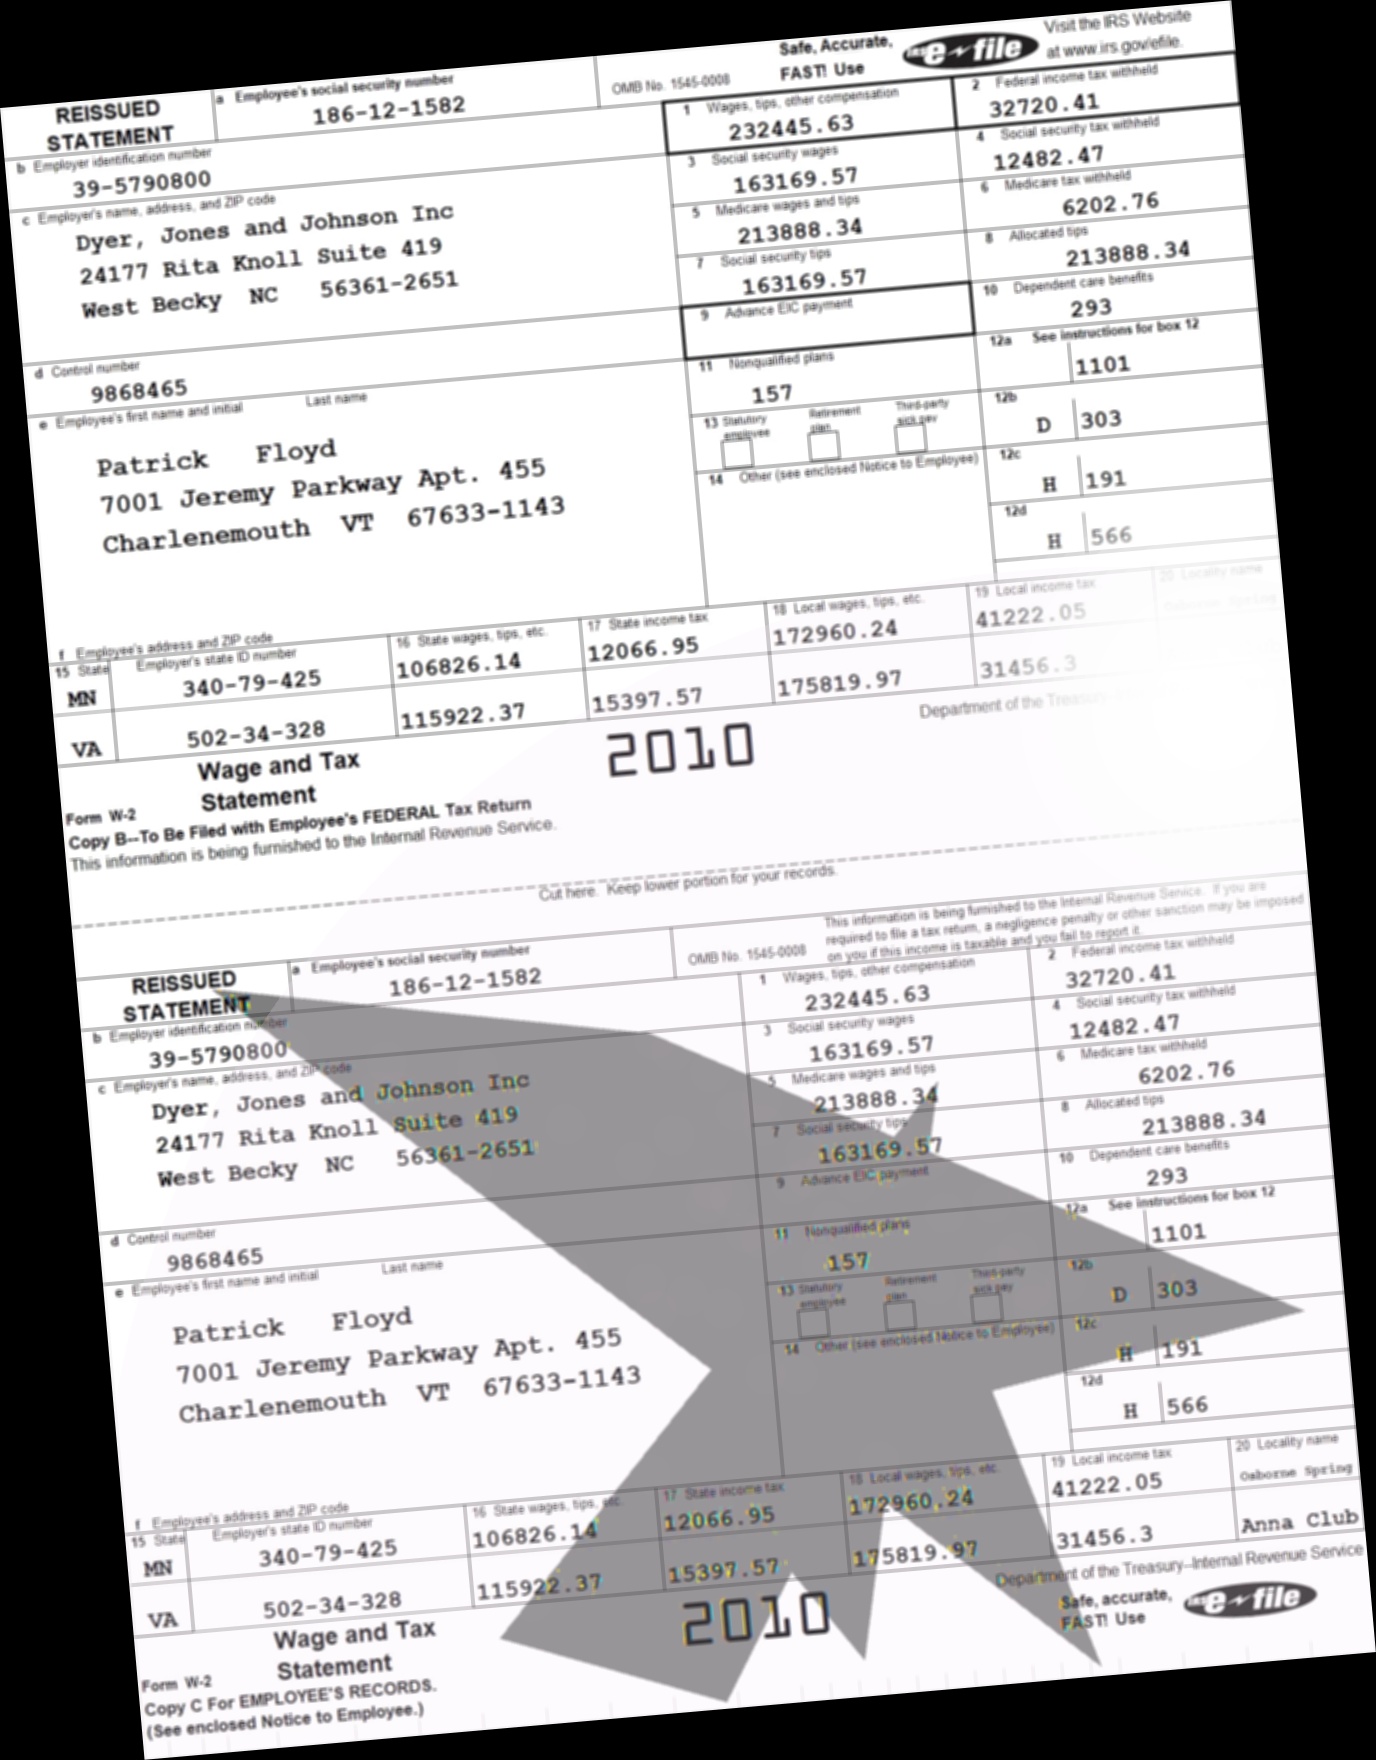 REISSUED STATEMENT
a Employee's social security number
186-12-1582
OMB No. 1545-0008
Safe, Accurate, FAST! Use
IRS e-file
Visit the IRS Website at www.irs.gov/efile.
b Employer identification number
39-5790800
1 Wages, tips, other compensation
232445.63
2 Federal income tax withheld
32720.41
c Employer's name, address, and ZIP code
Dyer, Jones and Johnson Inc
24177 Rita Knoll Suite 419
West Becky NC 56361-2651
3 Social security wages
163169.57
4 Social security tax withheld
12482.47
5 Medicare wages and tips
213888.34
6 Medicare tax withheld
6202.76
7 Social security tips
163169.57
8 Allocated tips
213888.34
9 Advance EIC payment
10 Dependent care benefits
293
d Control number
9868465
11 Nonqualified plans
157
12a See instructions for box 12
1101
e Employee's first name and initial Last name
Patrick Floyd
7001 Jeremy Parkway Apt. 455
Charlenemouth VT 67633-1143
13 Statutory employee Retirement plan Third-party sick pay
12b
D 303
14 Other (see enclosed Notice to Employee)
12c
H 191
12d
H 566
f Employee's address and ZIP code
15 State Employer's state ID number
16 State wages, tips, etc.
17 State income tax
18 Local wages, tips, etc.
19 Local income tax
20 Locality name
MN 340-79-425 106826.14 12066.95 172960.24 41222.05 Osborne Spring
VA 502-34-328 115922.37 15397.57 175819.97 31456.3
Form W-2
Wage and Tax Statement
2010
Department of the Treasury
Copy B--To Be Filed with Employee's FEDERAL Tax Return
This information is being furnished to the Internal Revenue Service.
Cut here. Keep lower portion for your records.
REISSUED STATEMENT
a Employee's social security number
186-12-1582
OMB No. 1545-0008
This information is being furnished to the Internal Revenue Service. If you are
required to file a tax return, a negligence penalty or other sanction may be imposed
on you if this income is taxable and you fail to report it.
b Employer identification number
39-5790800
1 Wages, tips, other compensation
232445.63
2 Federal income tax withheld
32720.41
c Employer's name, address, and ZIP code
Dyer, Jones and Johnson Inc
24177 Rita Knoll Suite 419
West Becky NC 56361-2651
3 Social security wages
163169.57
4 Social security tax withheld
12482.47
5 Medicare wages and tips
213888.34
6 Medicare tax withheld
6202.76
7 Social security tips
163169.57
8 Allocated tips
213888.34
9 Advance EIC payment
10 Dependent care benefits
293
d Control number
9868465
11 Nonqualified plans
157
12a See instructions for box 12
1101
e Employee's first name and initial Last name
Patrick Floyd
7001 Jeremy Parkway Apt. 455
Charlenemouth VT 67633-1143
13 Statutory employee Retirement plan Third-party sick pay
12b
D 303
14 Other (see enclosed Notice to Employee)
12c
H 191
12d
H 566
f Employee's address and ZIP code
15 State Employer's state ID number
16 State wages, tips, etc.
17 State income tax
18 Local wages, tips, etc.
19 Local income tax
20 Locality name
MN 340-79-425 106826.14 12066.95 172960.24 41222.05 Osborne Spring
VA 502-34-328 115922.37 15397.57 175819.97 31456.3 Anna Club
Form W-2
Wage and Tax Statement
2010
Department of the Treasury--Internal Revenue Service
Safe, accurate, FAST! Use
IRS e-file
Copy C For EMPLOYEE'S RECORDS.
(See enclosed Notice to Employee.)